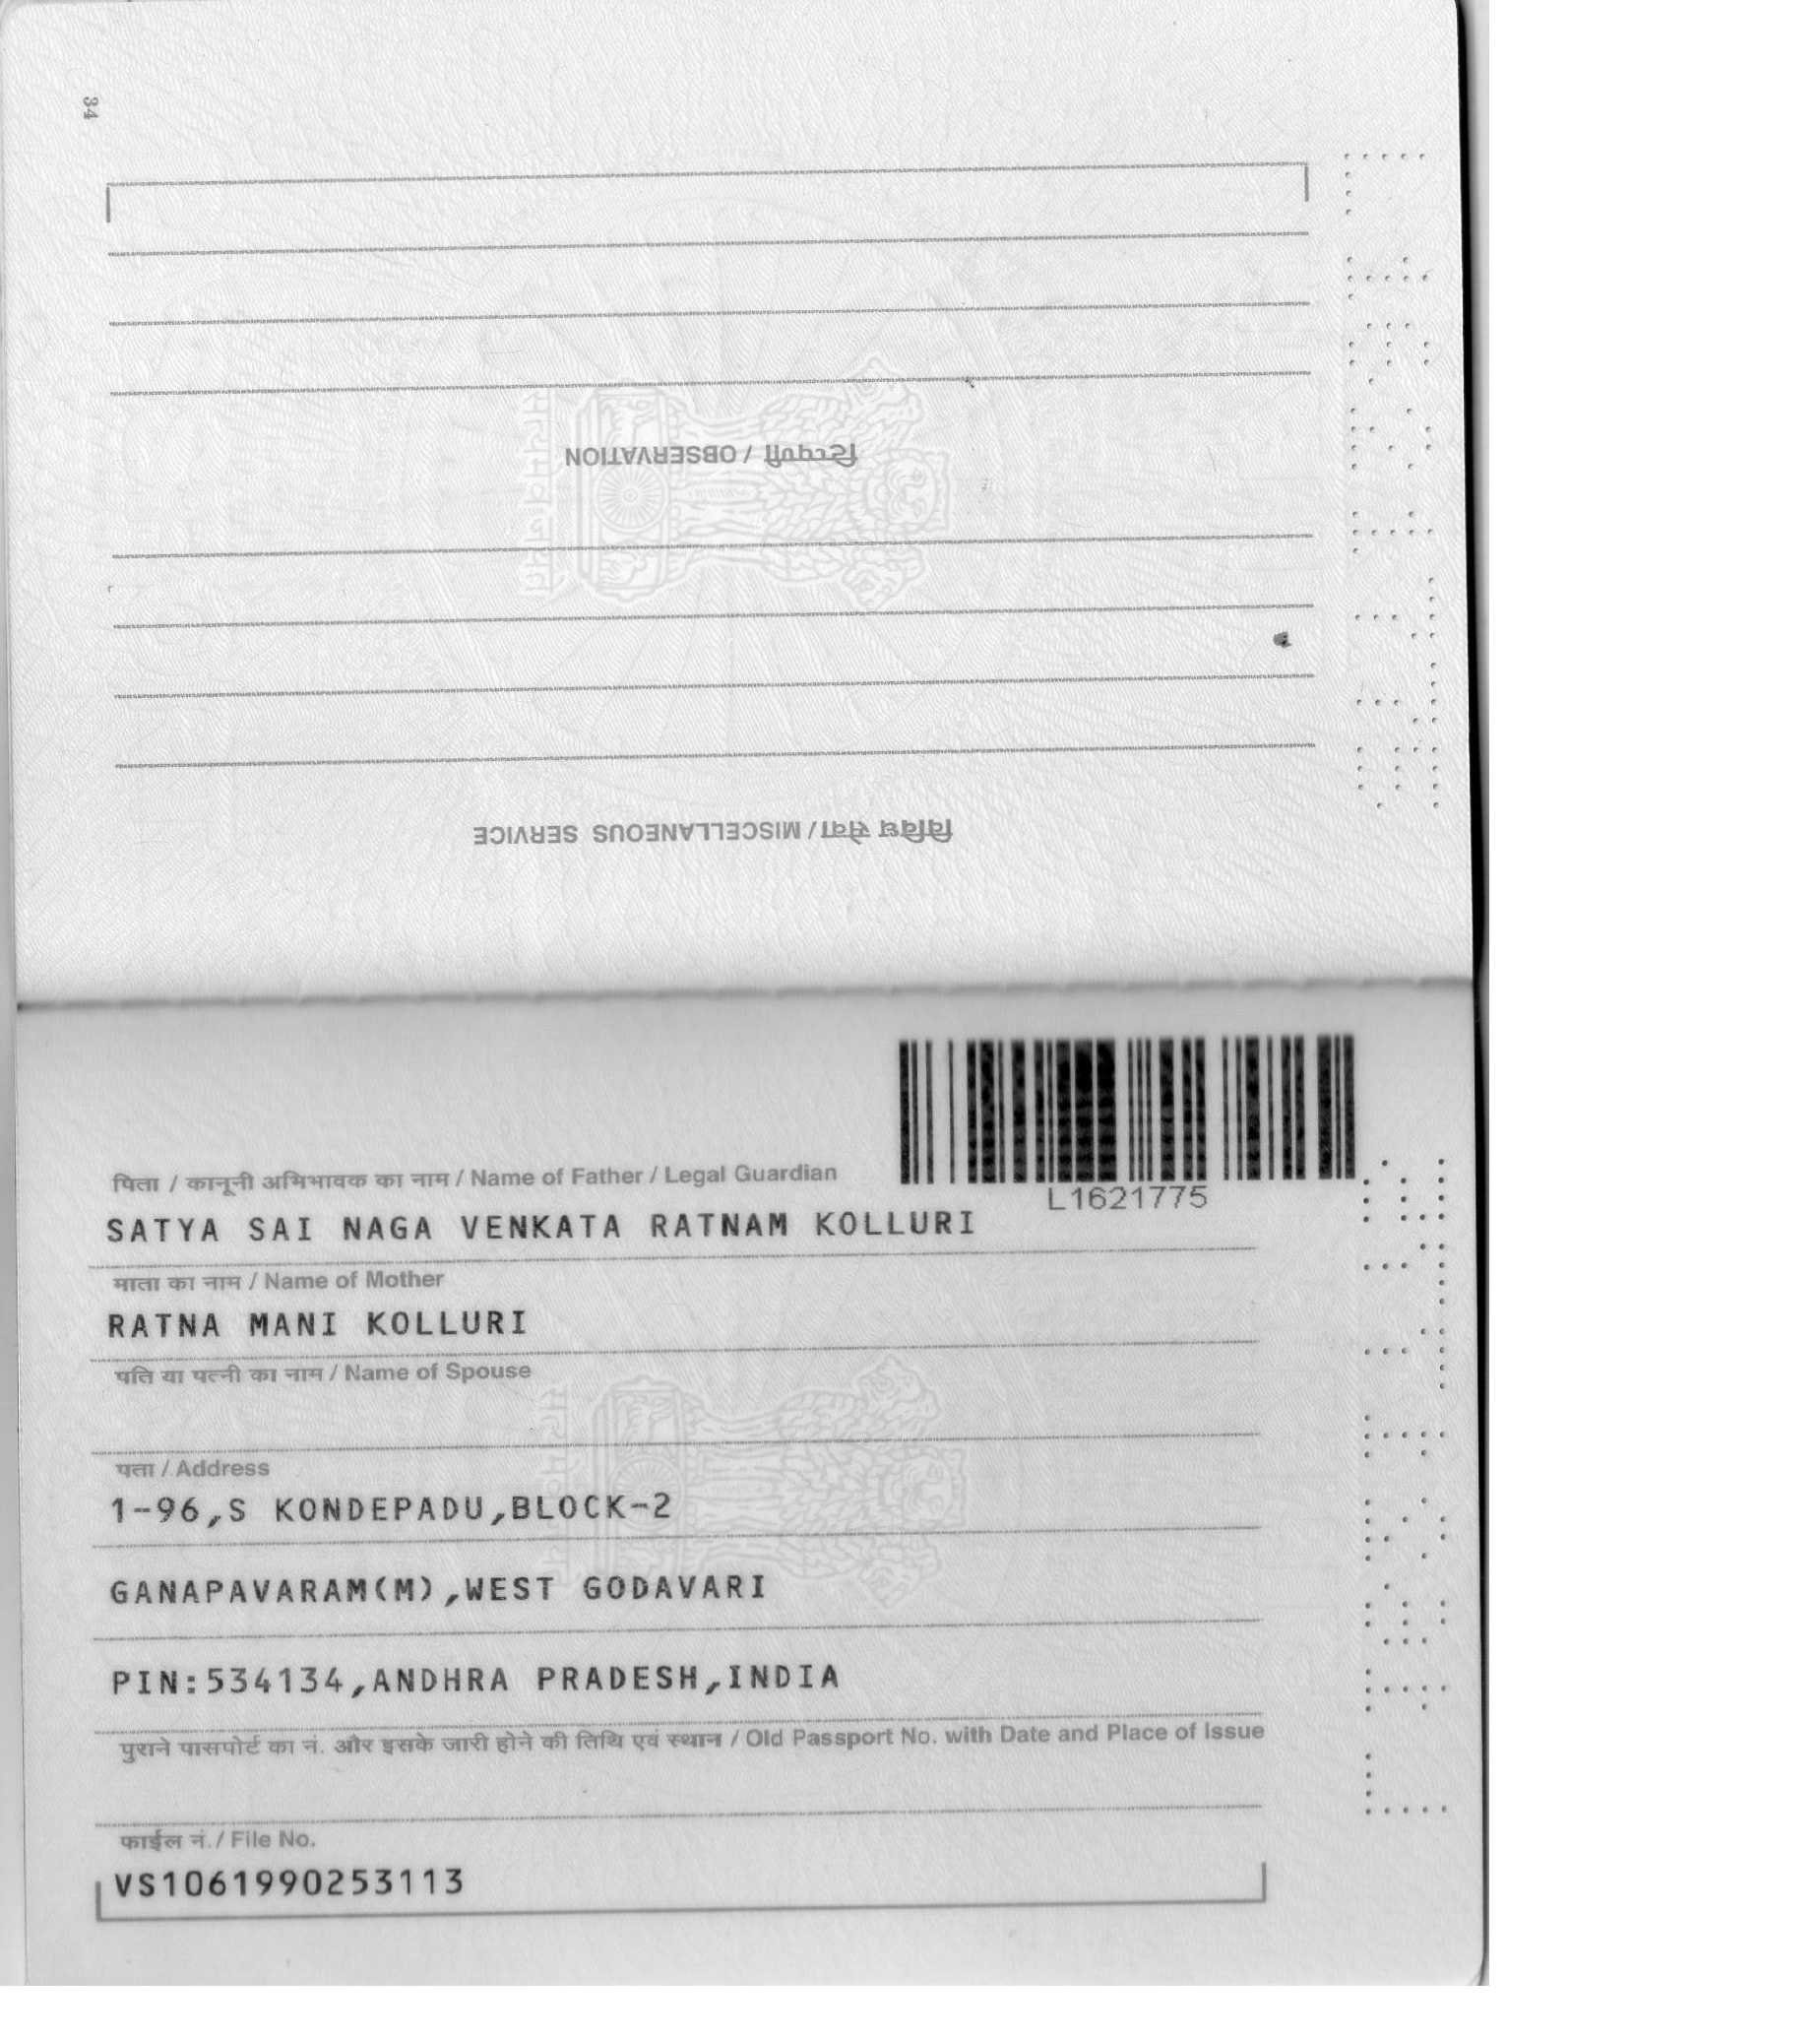 34
टिप्पणी / OBSERVATION
विविध सेवा / MISCELLANEOUS SERVICE
L1621775
पिता / कानूनी अभिभावक का नाम / Name of Father / Legal Guardian
SATYA SAI NAGA VENKATA RATNAM KOLLURI
माता का नाम / Name of Mother
RATNA MANI KOLLURI
पति या पत्नी का नाम / Name of Spouse
पता / Address
1-96,S KONDEPADU,BLOCK-2
GANAPAVARAM(M),WEST GODAVARI
PIN:534134,ANDHRA PRADESH,INDIA
पुराने पासपोर्ट का नं. और इसके जारी होने की तिथि एवं स्थान / Old Passport No. with Date and Place of Issue
फाईल नं. / File No.
VS1061990253113
L1621775